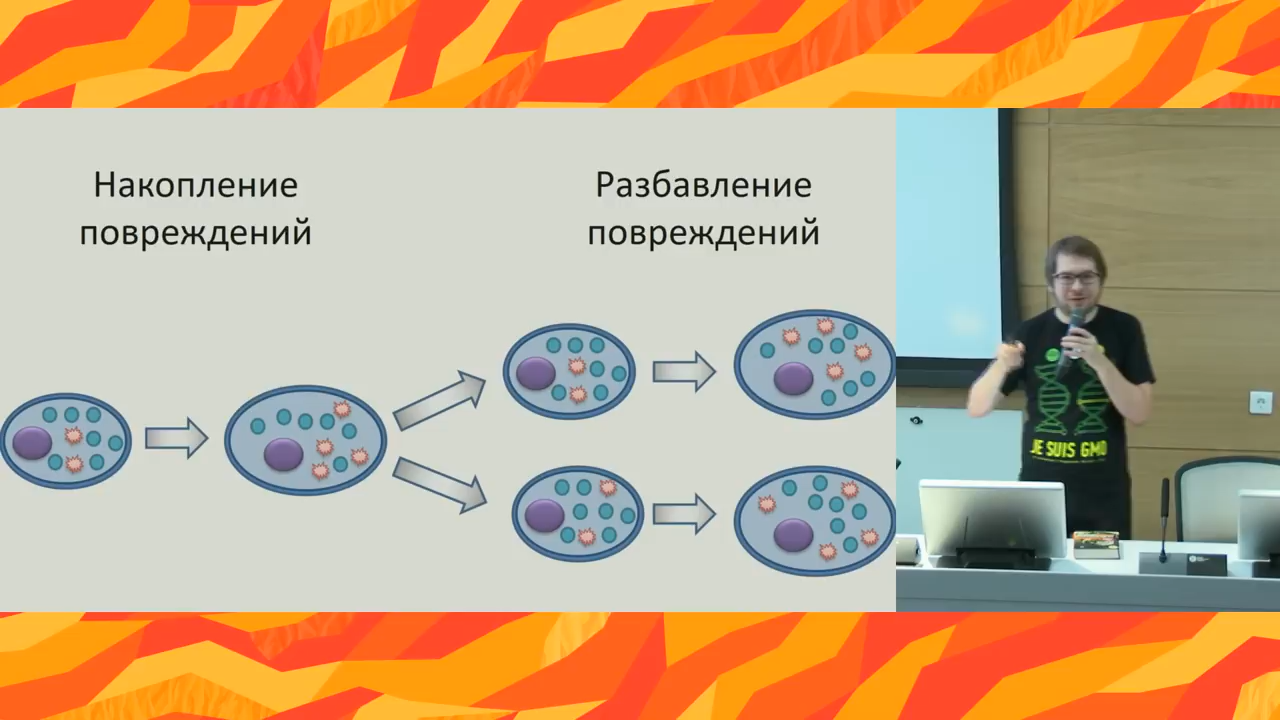 Накопление
повреждений
Разбавление
повреждений
JE SUIS GMO